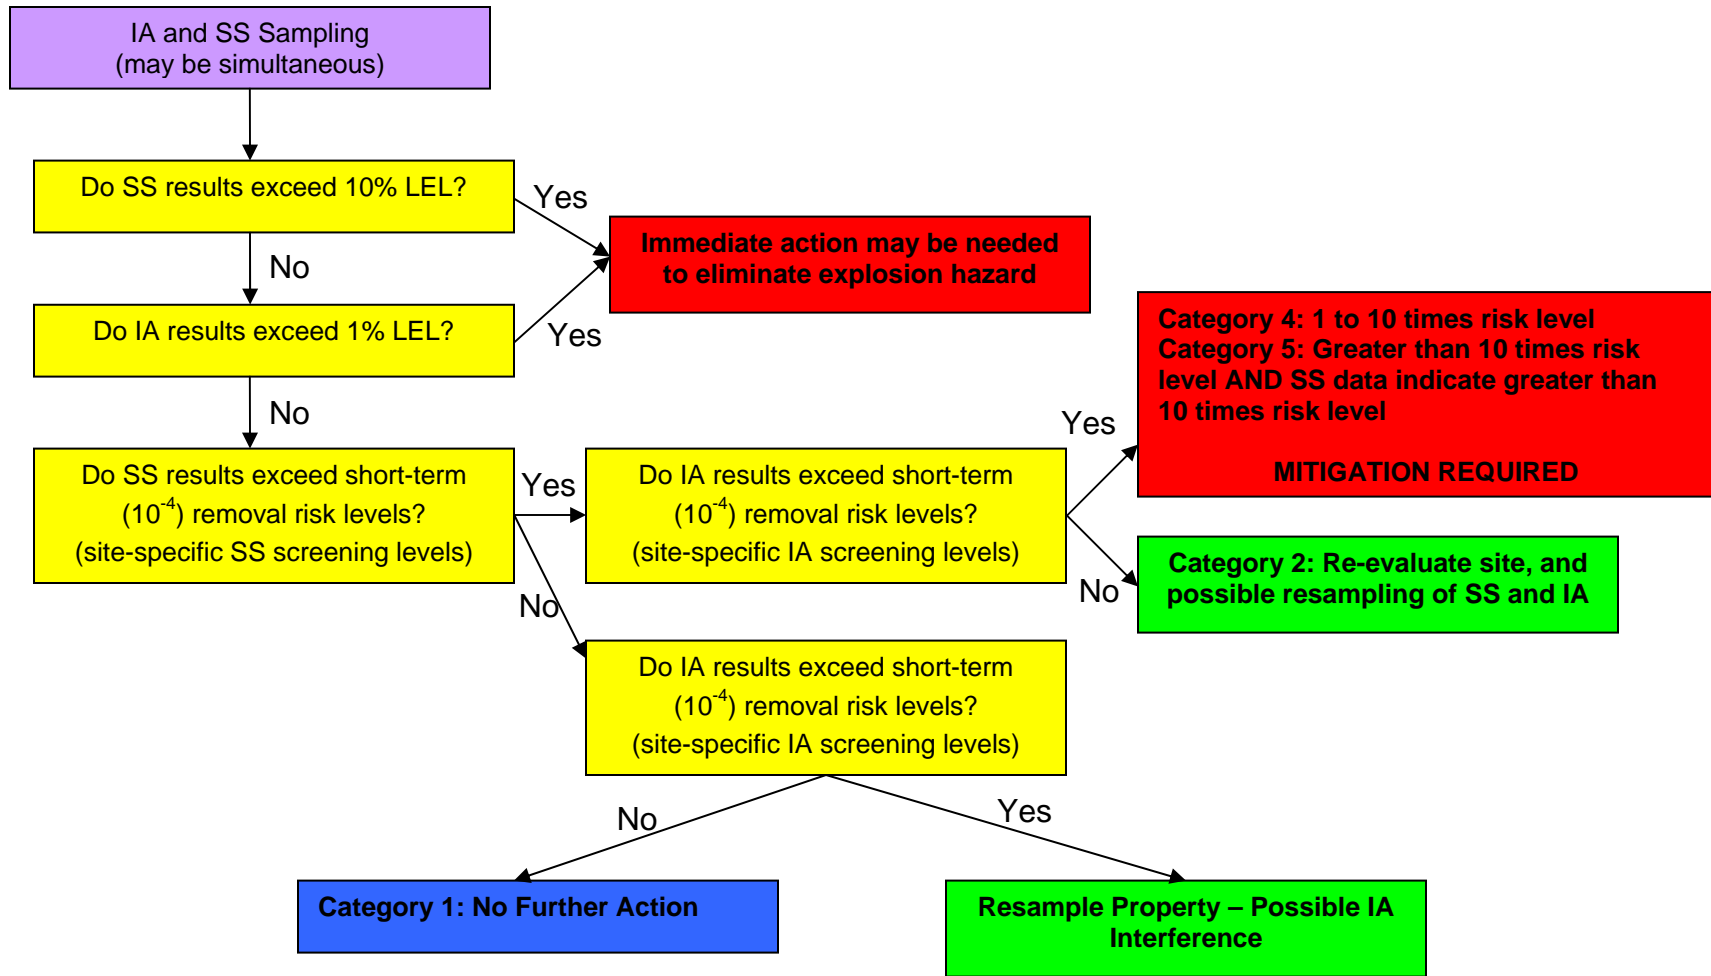 IA and SS Sampling
(may be simultaneous)
Do SS results exceed 10% LEL?
Yes
No
Immediate action may be needed
to eliminate explosion hazard
Do IA results exceed 1% LEL?
Yes
No
Category 4: 1 to 10 times risk level
Category 5: Greater than 10 times risk
level AND SS data indicate greater than
10 times risk level
MITIGATION REQUIRED
Do SS results exceed short-term
(10⁻⁴) removal risk levels?
(site-specific SS screening levels)
Yes
No
Do IA results exceed short-term
(10⁻⁴) removal risk levels?
(site-specific IA screening levels)
Yes
No
Category 2: Re-evaluate site, and
possible resampling of SS and IA
Do IA results exceed short-term
(10⁻⁴) removal risk levels?
(site-specific IA screening levels)
No
Yes
Category 1: No Further Action
Resample Property – Possible IA
Interference